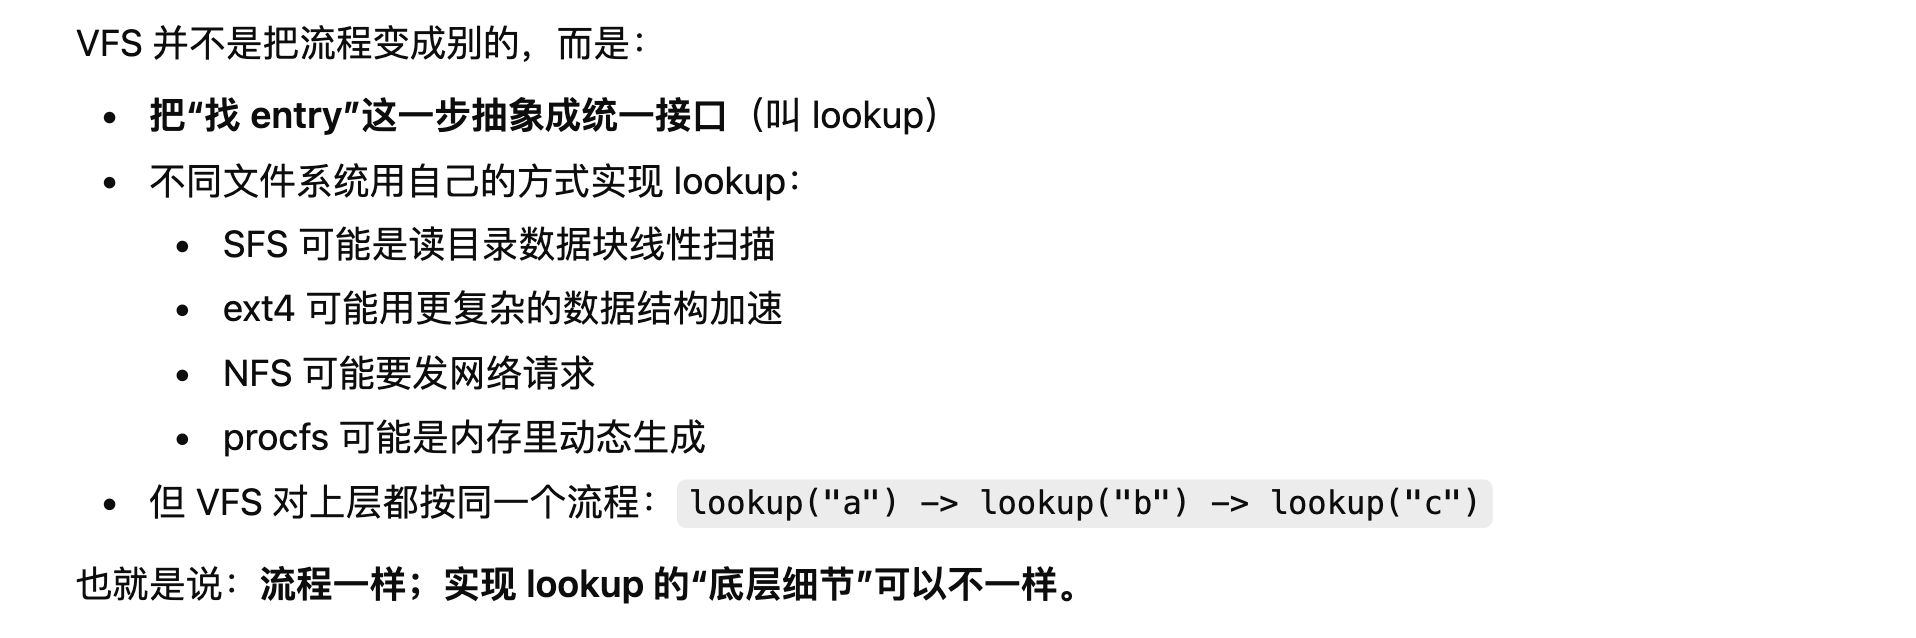 VFS 并不是把流程变成别的，而是：
• 把“找 entry”这一步抽象成统一接口（叫 lookup）
• 不同文件系统用自己的方式实现 lookup：
• SFS 可能是读目录数据块线性扫描
• ext4 可能用更复杂的数据结构加速
• NFS 可能要发网络请求
• procfs 可能是内存里动态生成
• 但 VFS 对上层都按同一个流程：lookup("a") -> lookup("b") -> lookup("c")
也就是说：流程一样；实现 lookup 的“底层细节”可以不一样。